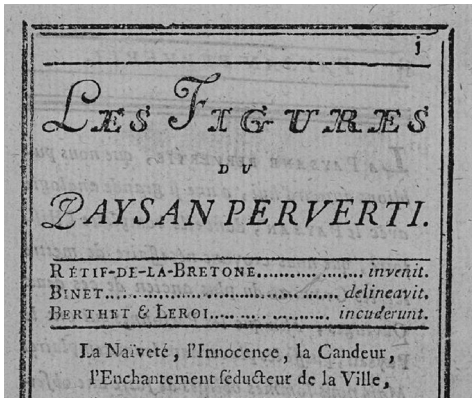 j
LES FIGURES
DU
PAYSAN PERVERTI.
RÉTIF-DE-LA-BRETONE.................. invenit.
BINET........................................ delineavit.
BERTHET & LEROI.................... incuderunt.
La Naïveté, l'Innocence, la Candeur,
l'Enchantement séducteur de la Ville,